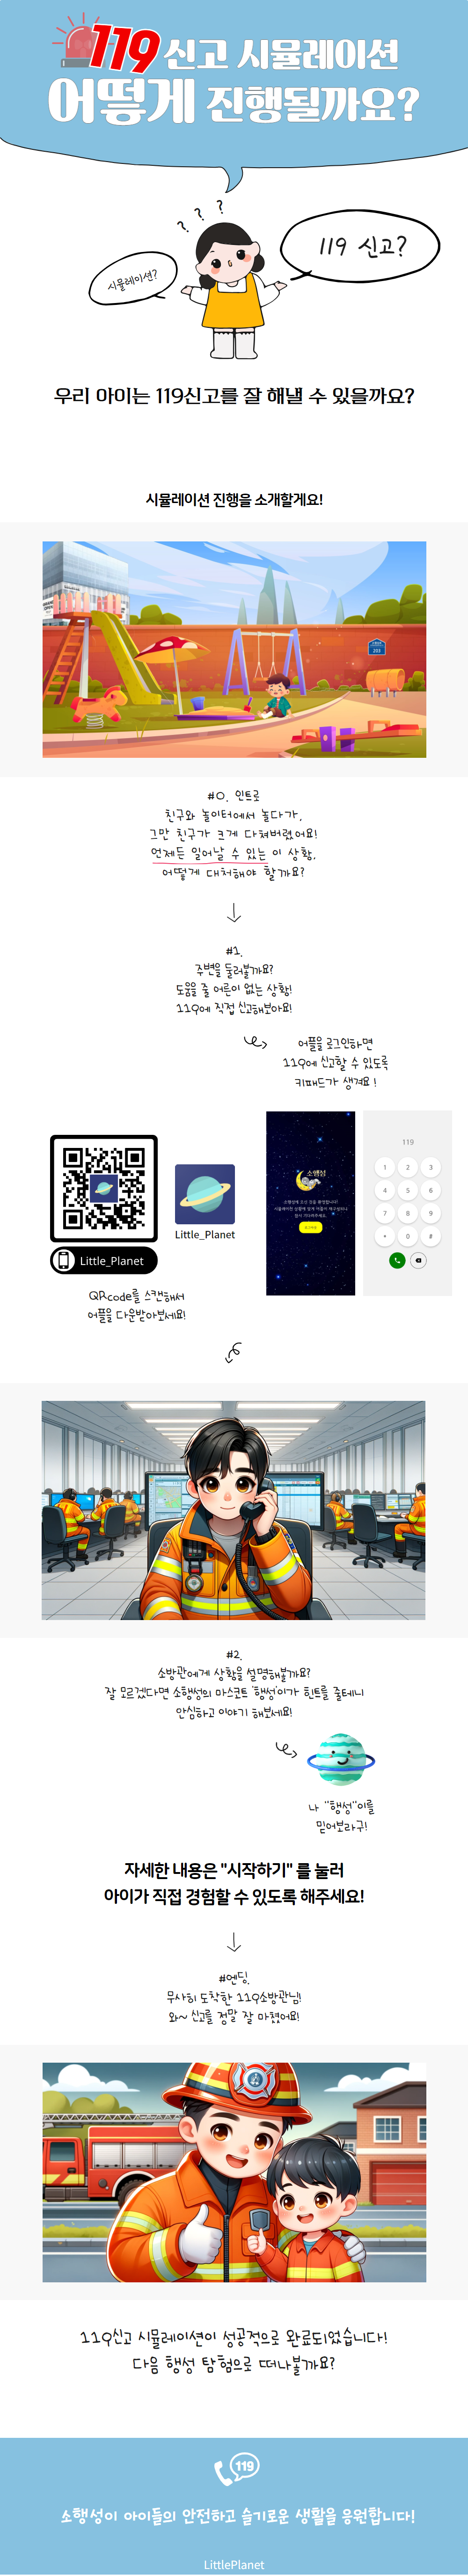 119 신고 시뮬레이션
어떻게 진행될까요?
? ? ?
시뮬레이션?
119 신고?
우리 아이는 119신고를 잘 해낼 수 있을까요?
시뮬레이션 진행을 소개할게요!
203
#0. 인트로
친구와 놀이터에서 놀다가,
그만 친구가 크게 다쳐버렸어요!
언제든 일어날 수 있는 이 상황,
어떻게 대처해야 할까요?
#1.
주변을 둘러볼까요?
도움을 줄 어른이 없는 상황!
119에 직접 신고해보아요!
어플을 로그인하면
119에 신고할 수 있도록
키패드가 생겨요!
Little_Planet
Little_Planet
QRcode를 스캔해서
어플을 다운받아보세요!
소행성
소행성에 오신 것을 환영합니다!
119
1 2 3
4 5 6
7 8 9
* 0 #
#2.
소방관에게 상황을 설명해볼까요?
잘 모르겠다면 소행성의 마스코트 '행성'이가 힌트를 줄테니
안심하고 이야기 해보세요!
나 "행성"이를
믿어보라구!
자세한 내용은 "시작하기" 를 눌러
아이가 직접 경험할 수 있도록 해주세요!
#엔딩.
무사히 도착한 119소방관님!
와~ 신고를 정말 잘 마쳤어요!
119신고 시뮬레이션이 성공적으로 완료되었습니다!
다음 행성 탐험으로 떠나볼까요?
119
소행성이 아이들의 안전하고 슬기로운 생활을 응원합니다!
LittlePlanet